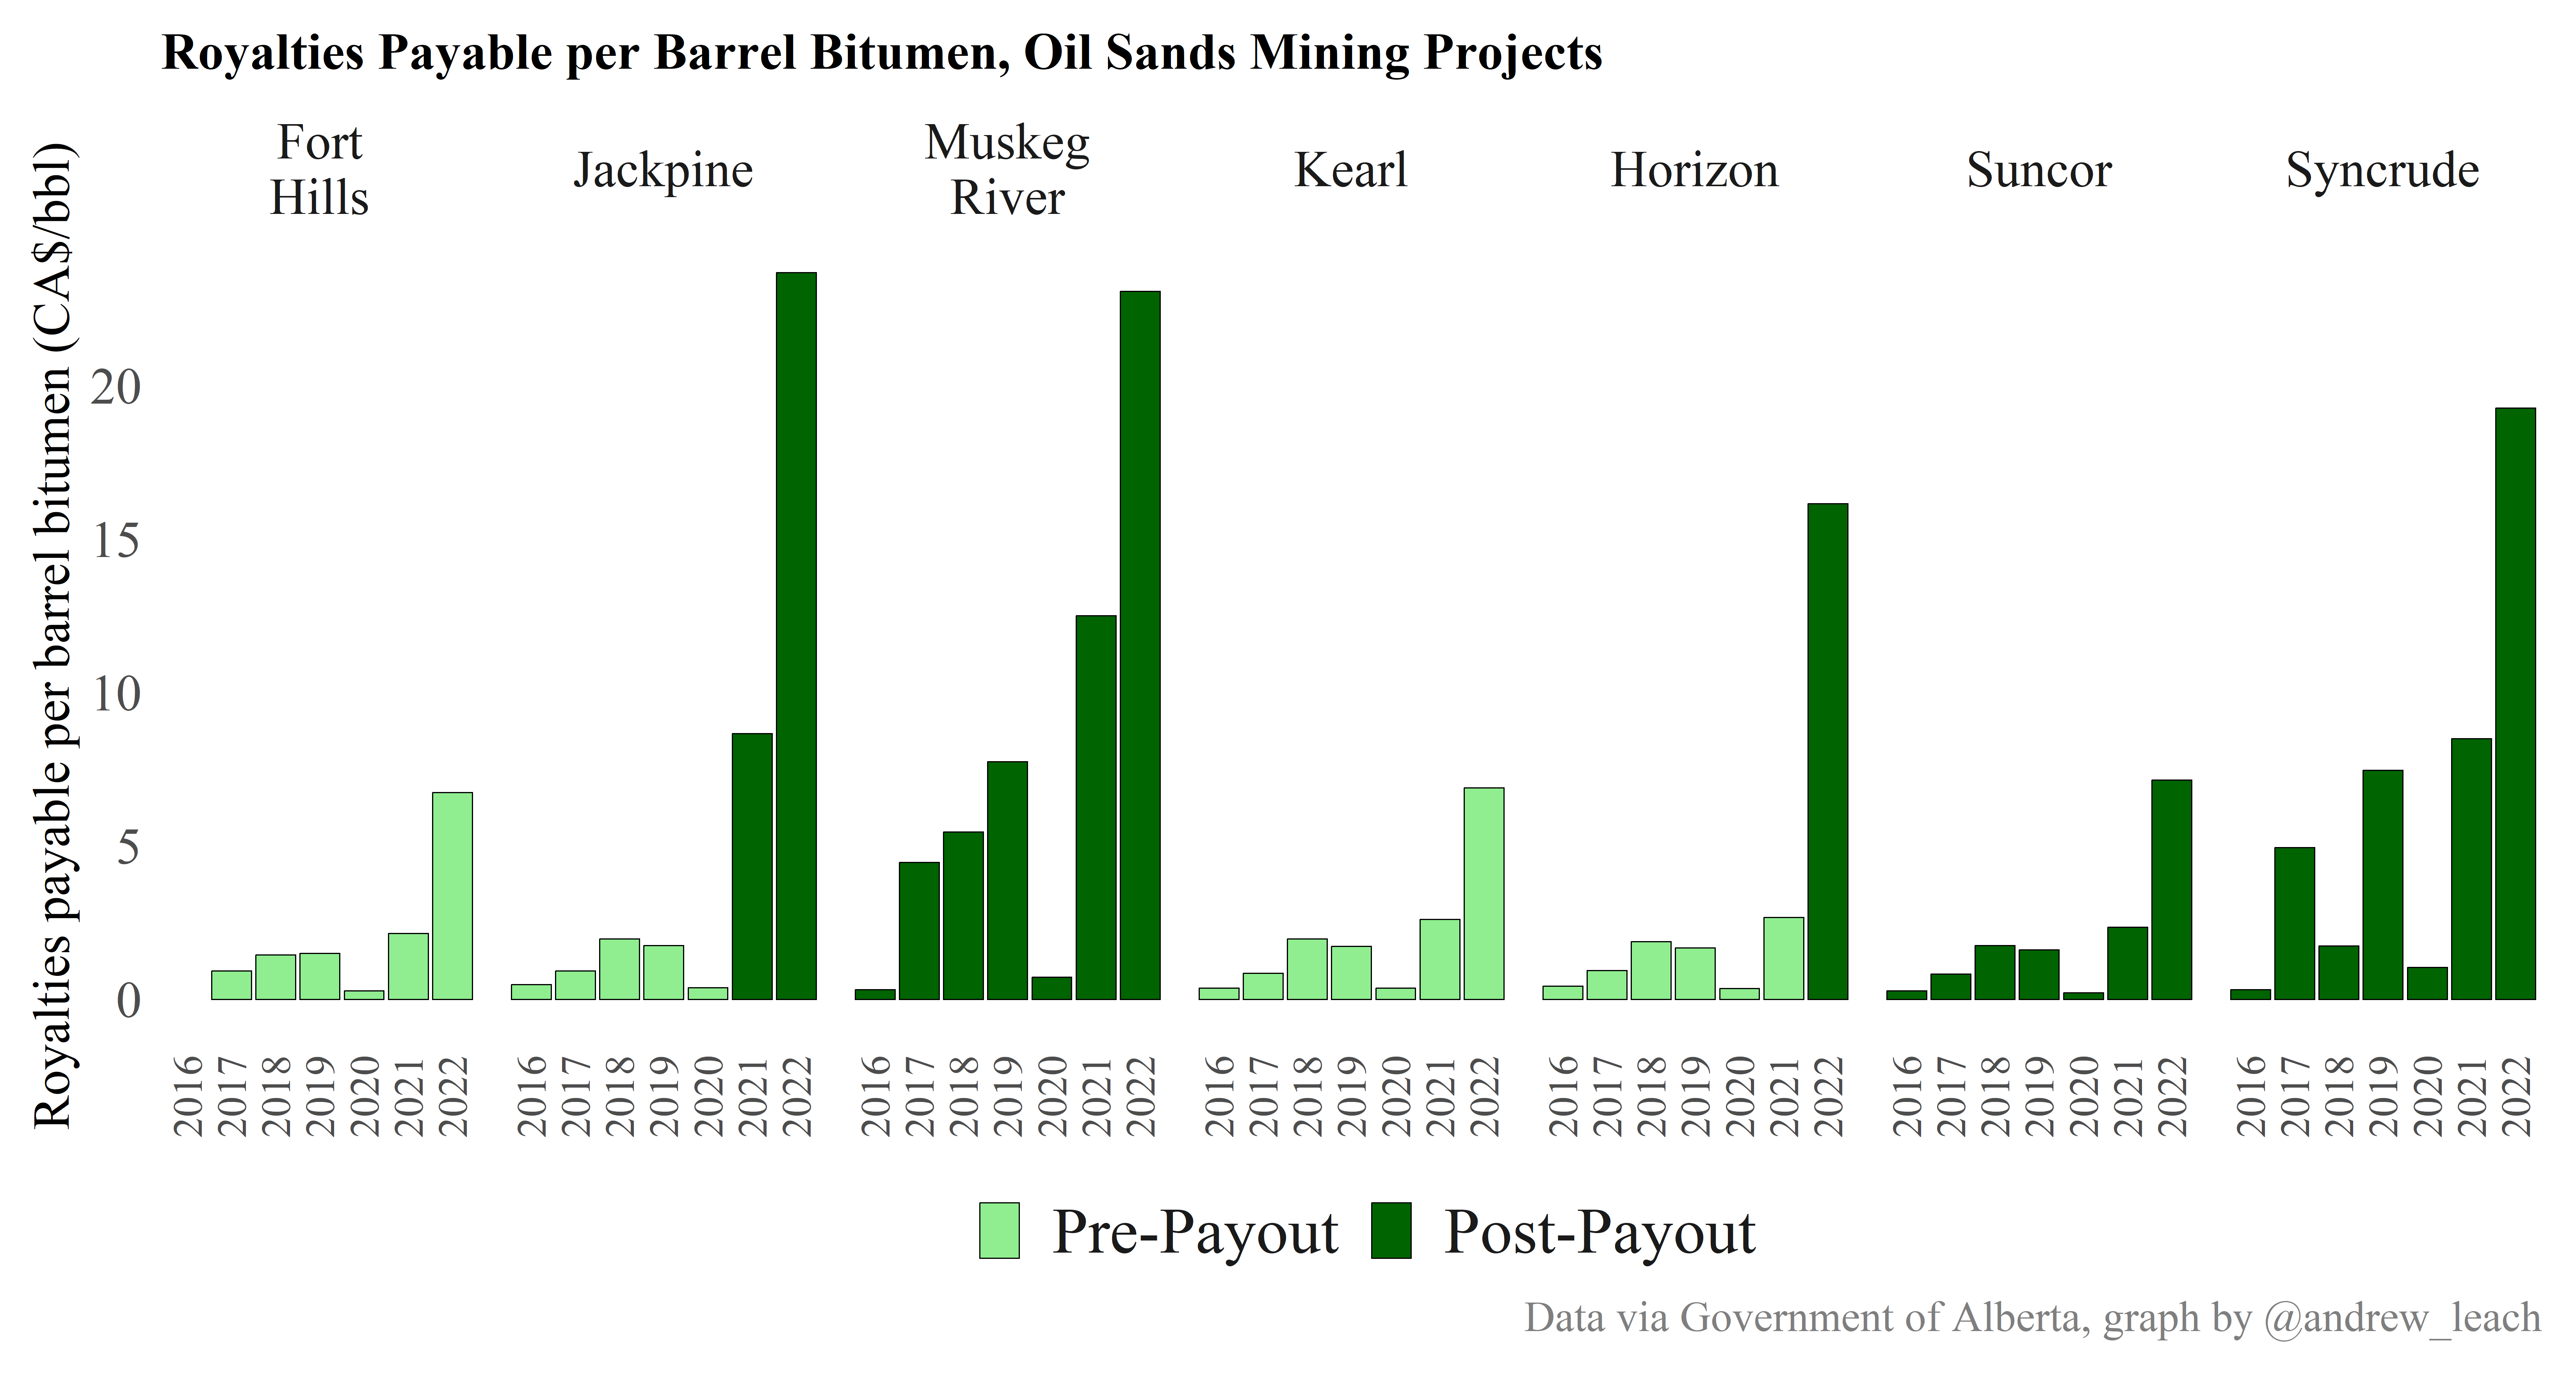 Royalties Payable per Barrel Bitumen, Oil Sands Mining Projects
Fort
Hills
Jackpine
Muskeg
River
Kearl
Horizon
Suncor
Syncrude
Royalties payable per barrel bitumen (CA$/bbl)
20
15
10
5
0
2016 2017 2018 2019 2020 2021 2022
2016 2017 2018 2019 2020 2021 2022
2016 2017 2018 2019 2020 2021 2022
2016 2017 2018 2019 2020 2021 2022
2016 2017 2018 2019 2020 2021 2022
2016 2017 2018 2019 2020 2021 2022
2016 2017 2018 2019 2020 2021 2022
Pre-Payout Post-Payout
Data via Government of Alberta, graph by @andrew_leach